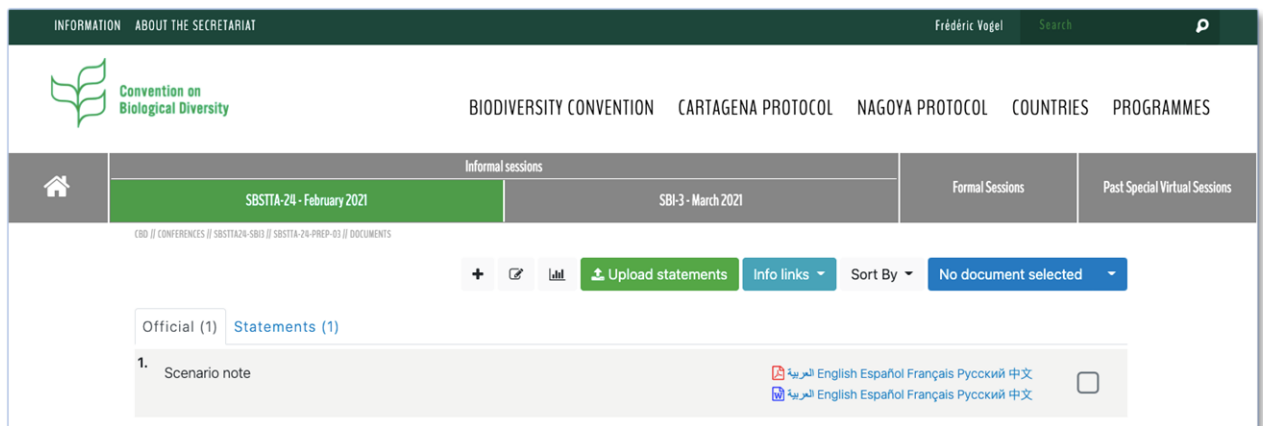 INFORMATION ABOUT THE SECRETARIAT Frédéric Vogel Search
Convention on
Biological Diversity
BIODIVERSITY CONVENTION CARTAGENA PROTOCOL NAGOYA PROTOCOL COUNTRIES PROGRAMMES
Informal sessions
SBSTTA-24 - February 2021 SBI-3 - March 2021 Formal Sessions Past Special Virtual Sessions
CBD // CONFERENCES // SBSTTA24-SBI3 // SBSTTA-24-PREP-03 // DOCUMENTS
Upload statements Info links Sort By No document selected
Official (1) Statements (1)
1. Scenario note
العربية English Español Français Русский 中文
العربية English Español Français Русский 中文